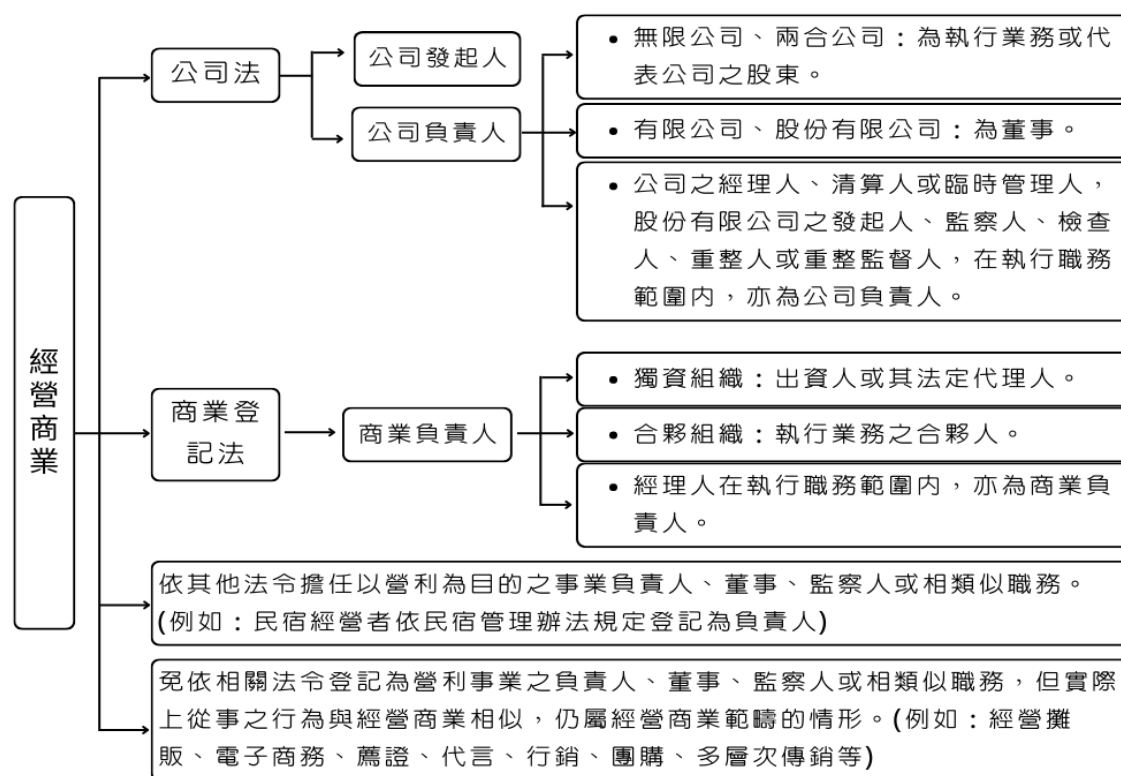 經營商業
公司法
公司發起人
公司負責人
• 無限公司、兩合公司：為執行業務或代
表公司之股東。
• 有限公司、股份有限公司：為董事。
• 公司之經理人、清算人或臨時管理人，
股份有限公司之發起人、監察人、檢查
人、重整人或重整監督人，在執行職務
範圍內，亦為公司負責人。
商業登
記法
商業負責人
• 獨資組織：出資人或其法定代理人。
• 合夥組織：執行業務之合夥人。
• 經理人在執行職務範圍內，亦為商業負
責人。
依其他法令擔任以營利為目的之事業負責人、董事、監察人或相類似職務。
(例如：民宿經營者依民宿管理辦法規定登記為負責人)
免依相關法令登記為營利事業之負責人、董事、監察人或相類似職務，但實際
上從事之行為與經營商業相似，仍屬經營商業範疇的情形。(例如：經營攤
販、電子商務、薦證、代言、行銷、團購、多層次傳銷等)